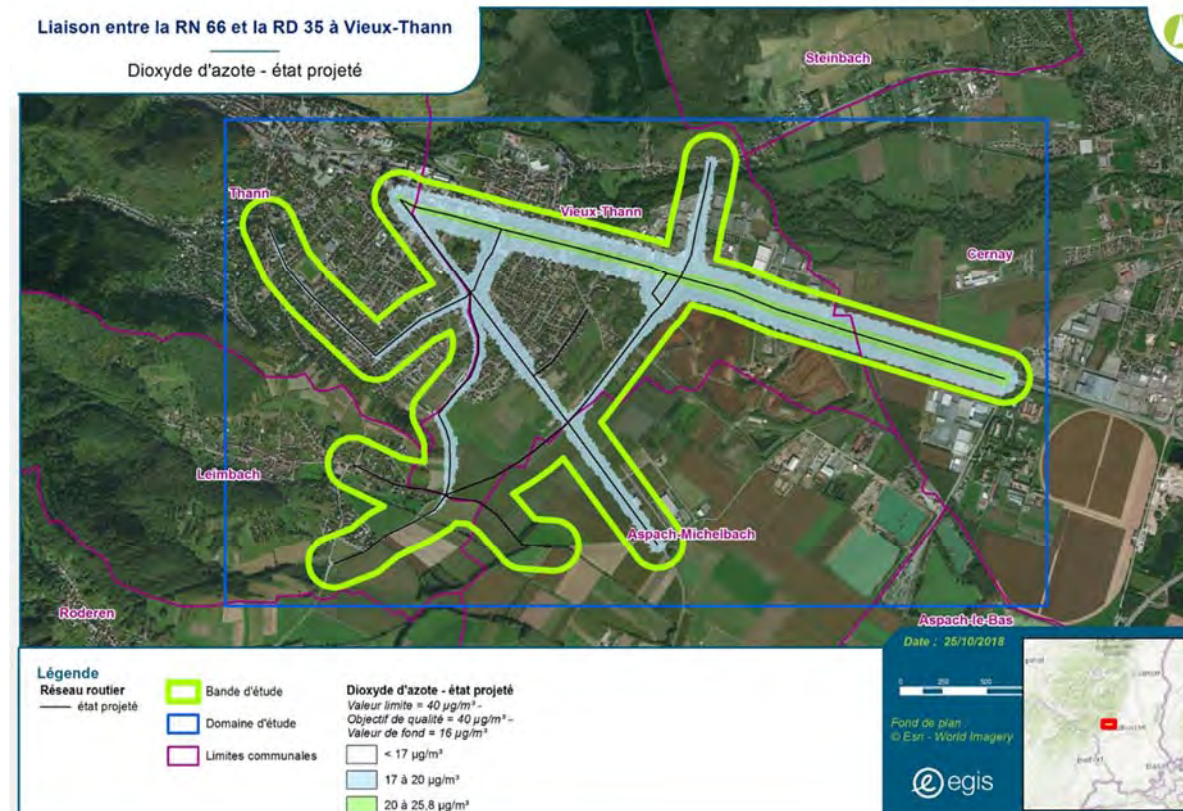 Liaison entre la RN 66 et la RD 35 à Vieux-Thann
Dioxyde d'azote - état projeté
Steinbach
Thann
Vieux-Thann
Cernay
Leimbach
Aspach-Michelbach
Roderen
Aspach-le-Bas
Légende
Réseau routier
état projeté
Bande d'étude
Domaine d'étude
Limites communales
Dioxyde d'azote - état projeté
Valeur limite = 40 µg/m³ -
Objectif de qualité = 40 µg/m³ -
Valeur de fond = 16 µg/m³
< 17 µg/m³
17 à 20 µg/m³
20 à 25,8 µg/m³
Date : 25/10/2018
0 250 500
Fond de plan :
© Esri - World Imagery
egis
Belfort